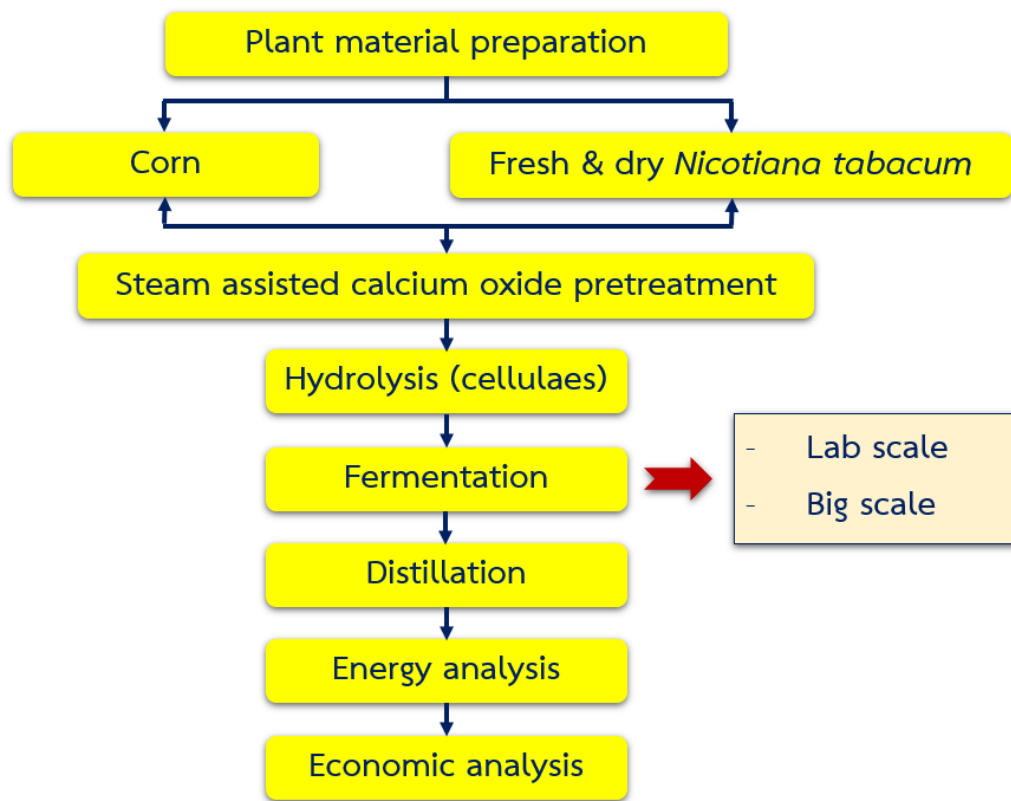 Plant material preparation
Corn
Fresh & dry Nicotiana tabacum
Steam assisted calcium oxide pretreatment
Hydrolysis (cellulaes)
Fermentation
- Lab scale
- Big scale
Distillation
Energy analysis
Economic analysis